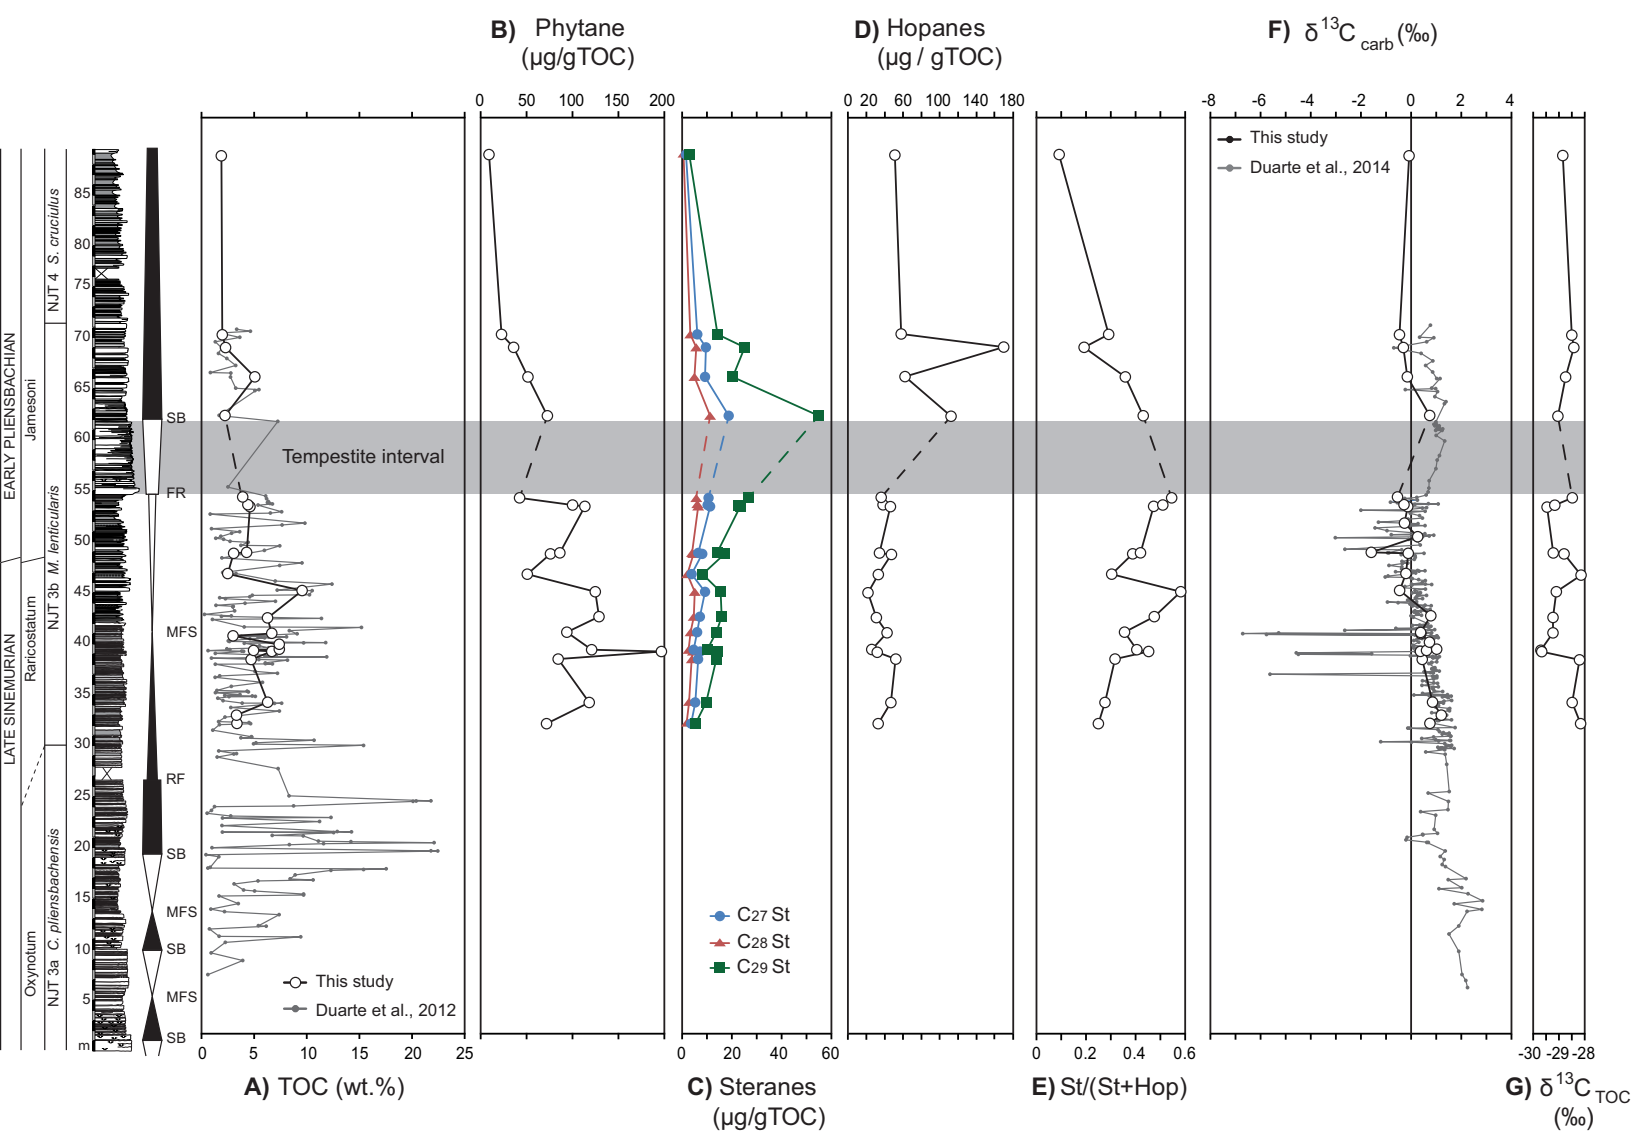 B) Phytane
(µg/gTOC)
D) Hopanes
(µg / gTOC)
F) δ13C carb (‰)
0 50 100 150 200
0 20 60 100 140 180
-8 -6 -4 -2 0 2 4
This study
Duarte et al., 2014
EARLY PLIENSBACHIAN
LATE SINEMURIAN
Jamesoni
Raricostatum
Oxynotum
NJT 4 S. cruciulus
NJT 3b M. lenticularis
NJT 3a C. pliensbachensis
85
80
75
70
65
60
55
50
45
40
35
30
25
20
15
10
5
m
SB
FR
MFS
RF
SB
MFS
SB
MFS
SB
Tempestite interval
C27 St
C28 St
C29 St
This study
Duarte et al., 2012
0 5 10 15 20 25
0 20 40 60
0 0.2 0.4 0.6
-30 -29 -28
A) TOC (wt.%)
C) Steranes
(µg/gTOC)
E) St/(St+Hop)
G) δ13C TOC
(‰)